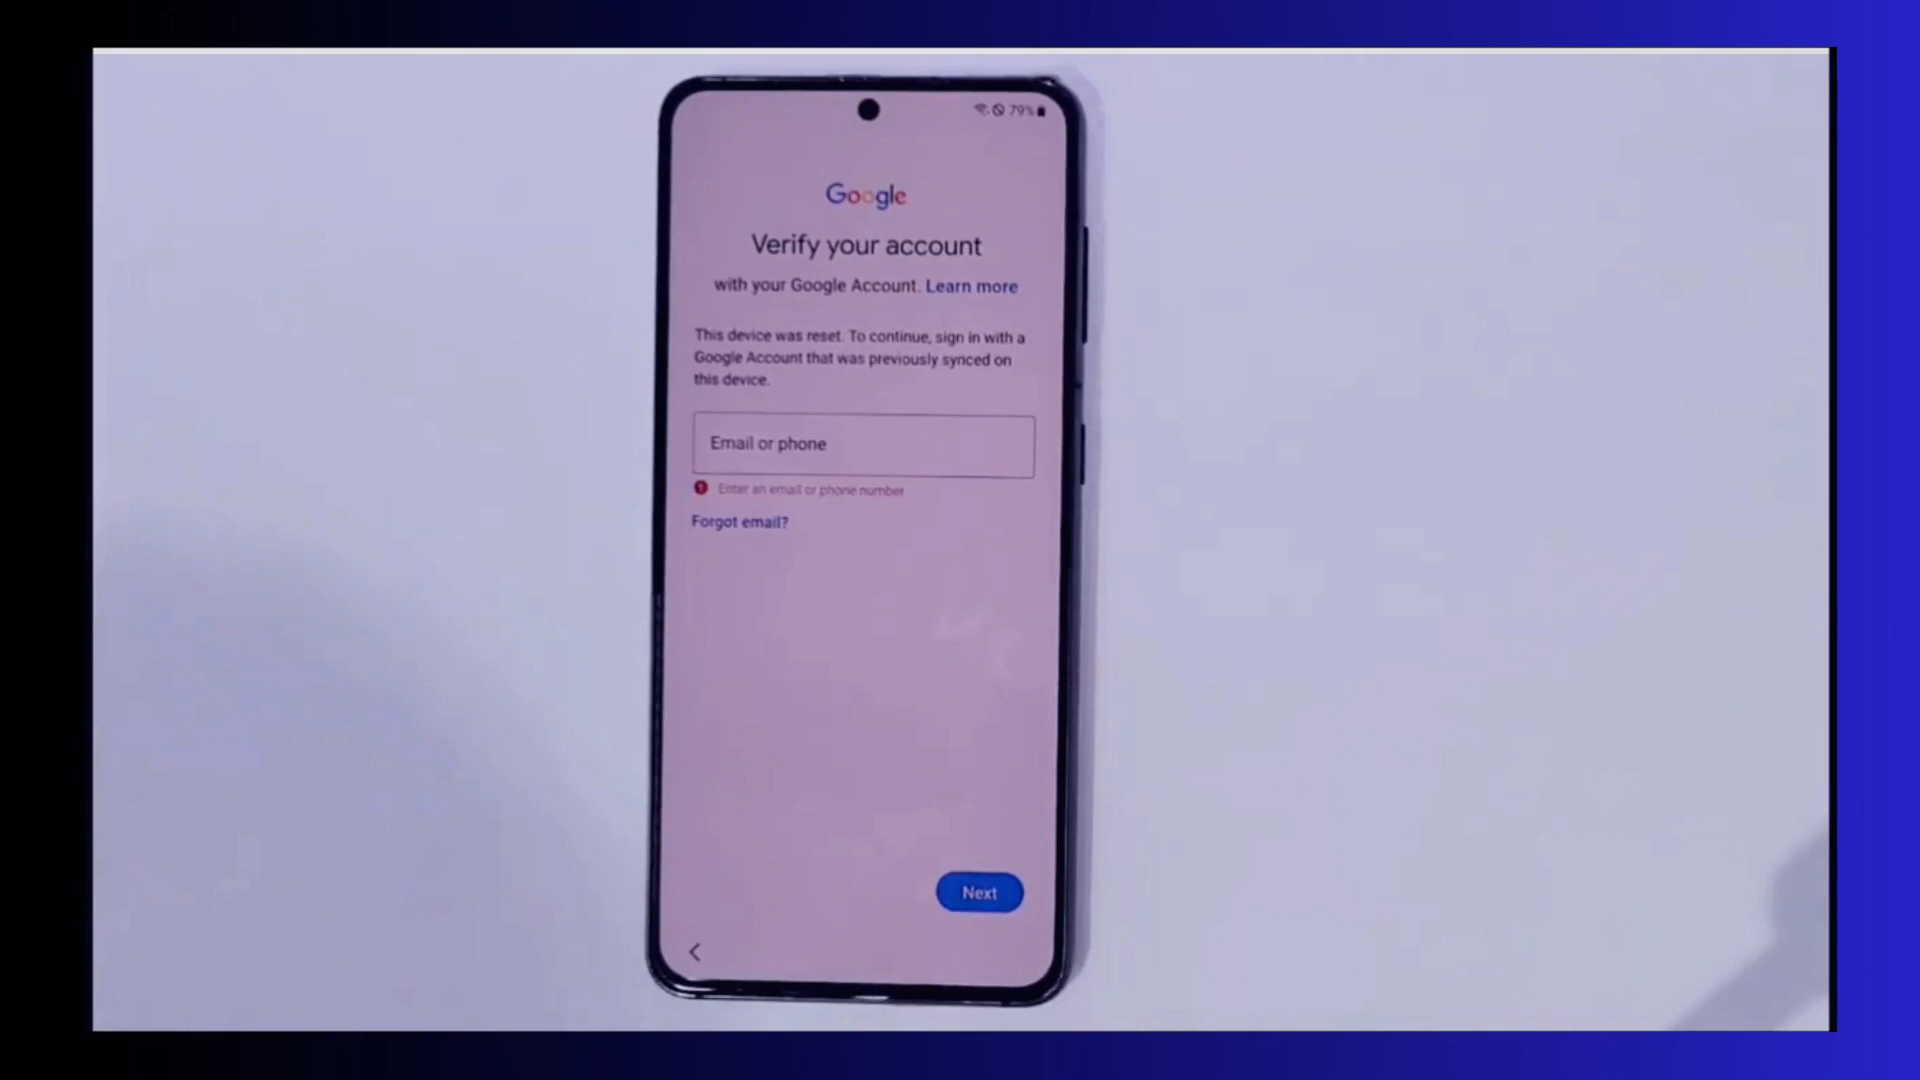 79%
Google
Verify your account
with your Google Account. Learn more
This device was reset. To continue, sign in with a
Google Account that was previously synced on
this device.
Email or phone
Enter an email or phone number
Forgot email?
Next